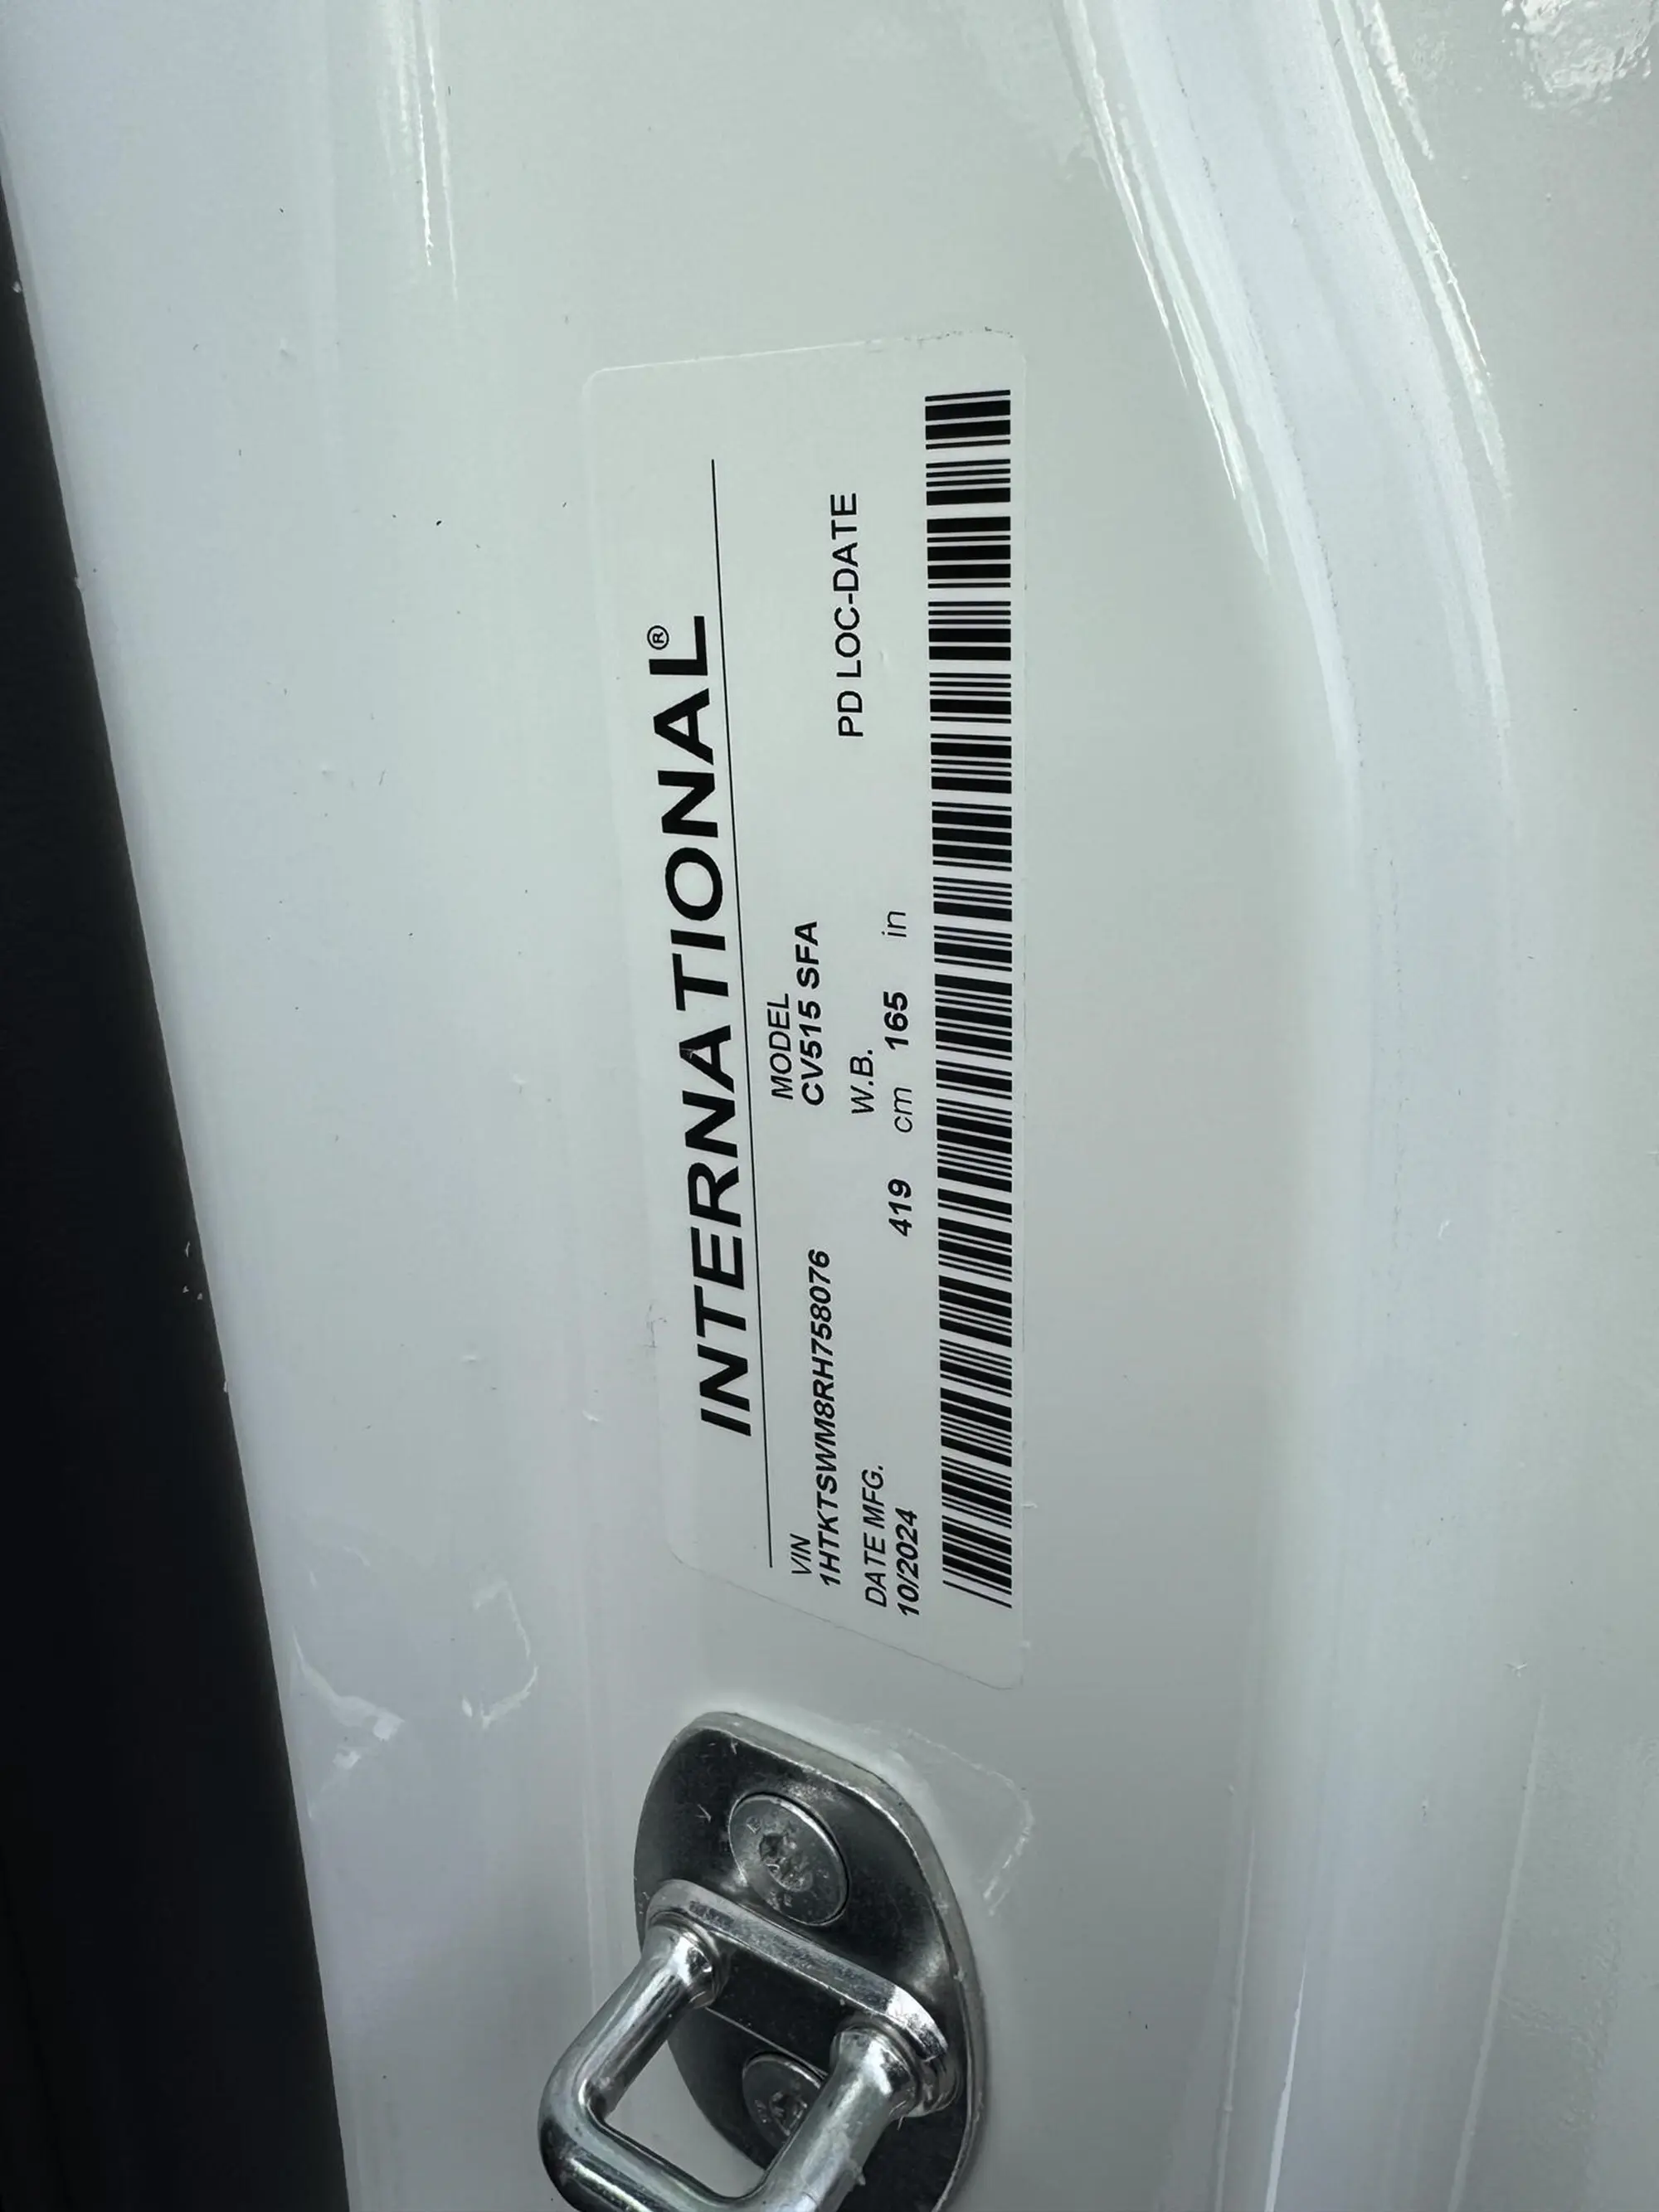 INTERNATIONAL®
VIN MODEL
1HTKTSWM8RH758076 CV515 SFA
DATE MFG. W.B. PD LOC-DATE
10/2024 419 cm 165 in